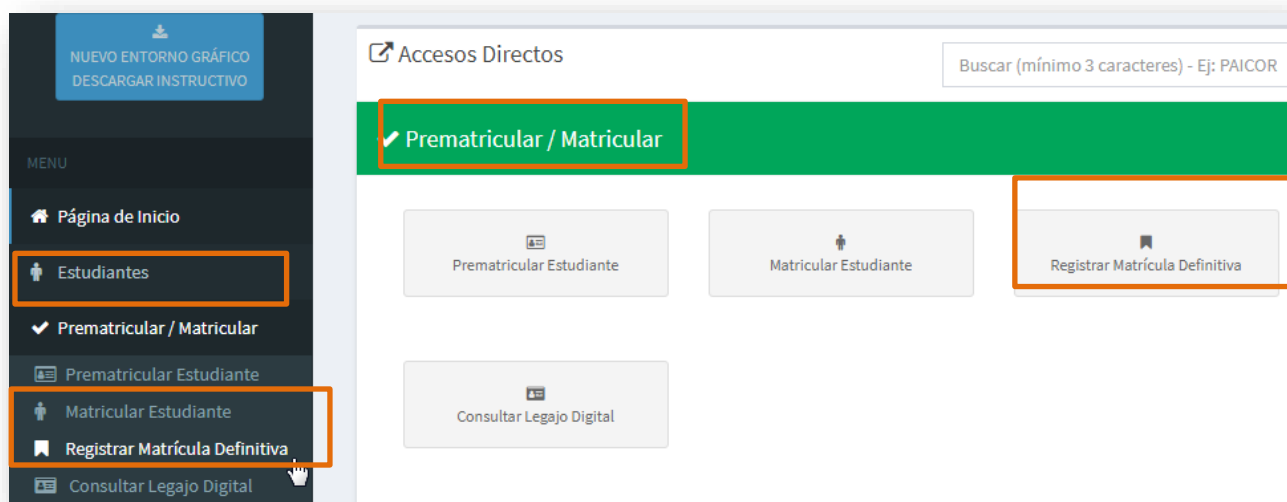 NUEVO ENTORNO GRÁFICO
DESCARGAR INSTRUCTIVO
MENU
Página de Inicio
Estudiantes
Prematricular / Matricular
Prematricular Estudiante
Matricular Estudiante
Registrar Matrícula Definitiva
Consultar Legajo Digital
Accesos Directos
Buscar (mínimo 3 caracteres) - Ej: PAICOR
Prematricular / Matricular
Prematricular Estudiante
Matricular Estudiante
Registrar Matrícula Definitiva
Consultar Legajo Digital